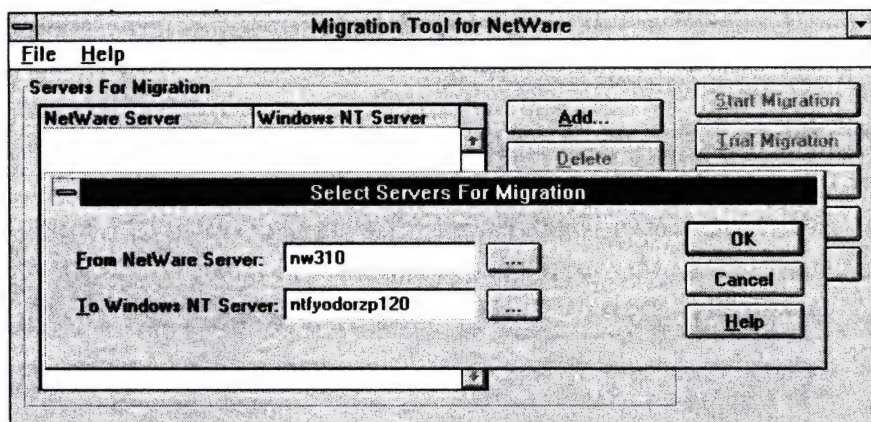 Migration Tool for NetWare
File Help
Servers For Migration
NetWare Server Windows NT Server
Add...
Delete
Start Migration
Trial Migration
Select Servers For Migration
From NetWare Server: nw310 ...
To Windows NT Server: ntfyodorzp120 ...
OK
Cancel
Help